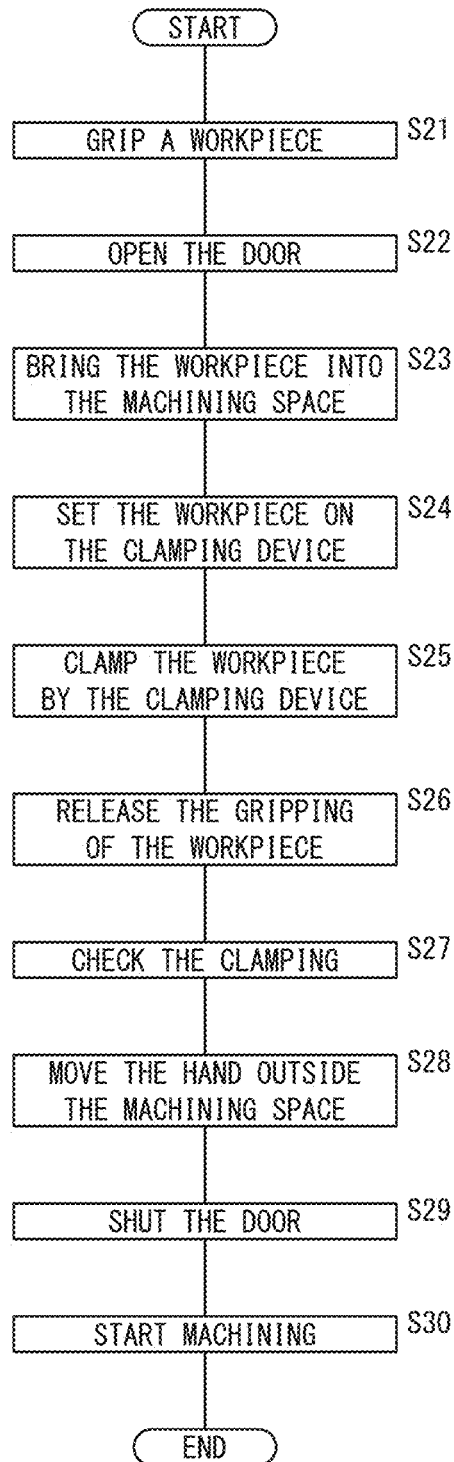 START
GRIP A WORKPIECE
S21
OPEN THE DOOR
S22
BRING THE WORKPIECE INTO
THE MACHINING SPACE
S23
SET THE WORKPIECE ON
THE CLAMPING DEVICE
S24
CLAMP THE WORKPIECE
BY THE CLAMPING DEVICE
S25
RELEASE THE GRIPPING
OF THE WORKPIECE
S26
CHECK THE CLAMPING
S27
MOVE THE HAND OUTSIDE
THE MACHINING SPACE
S28
SHUT THE DOOR
S29
START MACHINING
S30
END